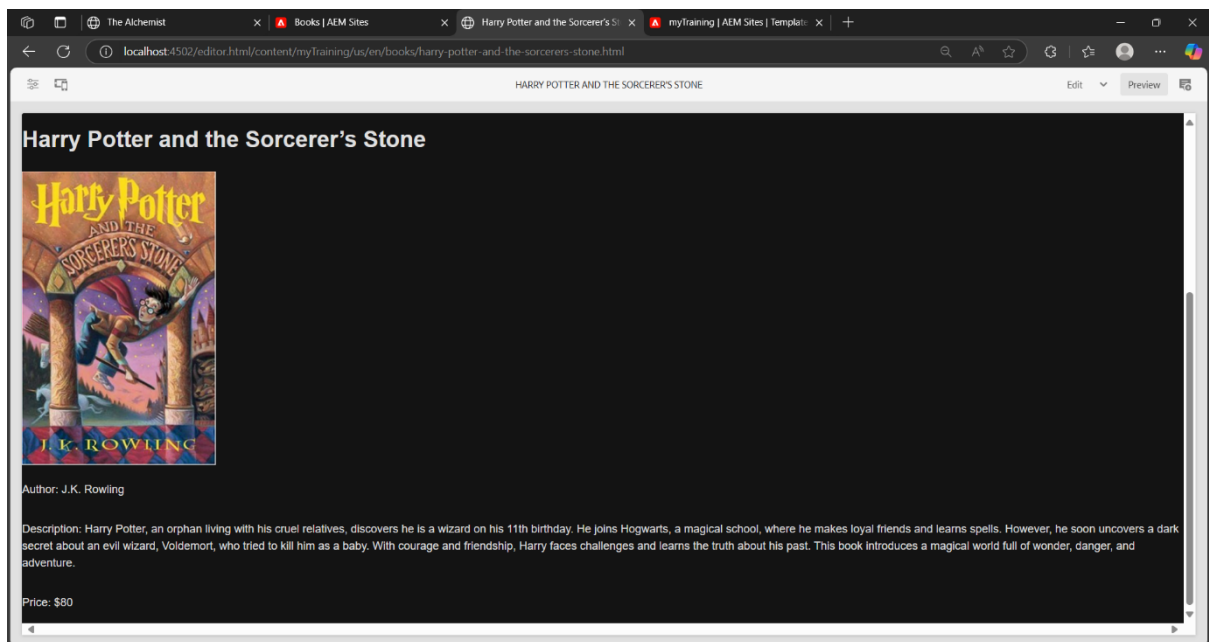 The Alchemist
Books | AEM Sites
Harry Potter and the Sorcerer's St
myTraining | AEM Sites | Template
localhost:4502/editor.html/content/myTraining/us/en/books/harry-potter-and-the-sorcerers-stone.html
HARRY POTTER AND THE SORCERER'S STONE
Edit
Preview
Harry Potter and the Sorcerer’s Stone
Harry Potter
AND THE
SORCERER'S STONE
J. K. ROWLING
Author: J.K. Rowling
Description: Harry Potter, an orphan living with his cruel relatives, discovers he is a wizard on his 11th birthday. He joins Hogwarts, a magical school, where he makes loyal friends and learns spells. However, he soon uncovers a dark
secret about an evil wizard, Voldemort, who tried to kill him as a baby. With courage and friendship, Harry faces challenges and learns the truth about his past. This book introduces a magical world full of wonder, danger, and
adventure.
Price: $80